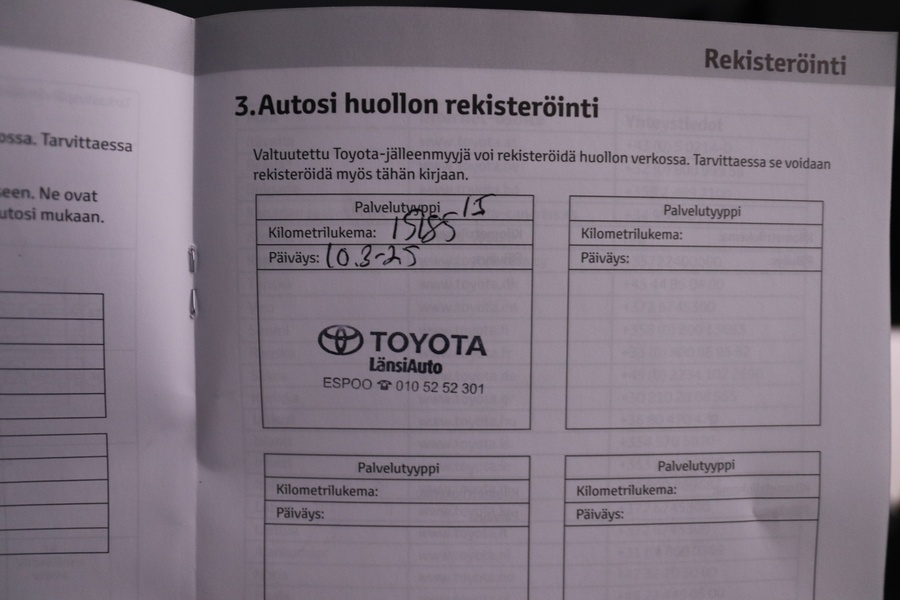 ossa. Tarvittaessa
seen. Ne ovat
utosi mukaan.
Rekisteröinti
3.Autosi huollon rekisteröinti
Valtuutettu Toyota-jälleenmyyjä voi rekisteröidä huollon verkossa. Tarvittaessa se voidaan
rekisteröidä myös tähän kirjaan.
Palvelutyyppi 15
Kilometrilukema:
Päiväys: 10.3-25
TOYOTA
LänsiAuto
ESPOO ☎ 010 52 52 301
Palvelutyyppi
Kilometrilukema:
Päiväys:
Palvelutyyppi
Kilometrilukema:
Päiväys:
Palvelutyyppi
Kilometrilukema:
Päiväys: